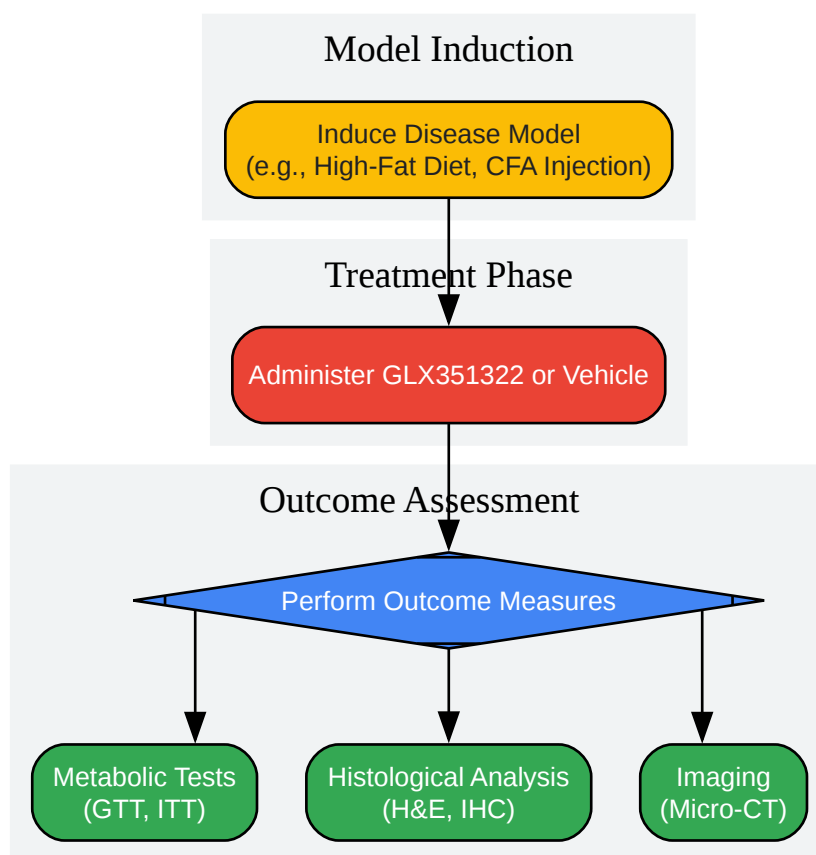 Model Induction
Induce Disease Model
(e.g., High-Fat Diet, CFA Injection)
Treatment Phase
Administer GLX351322 or Vehicle
Outcome Assessment
Perform Outcome Measures
Metabolic Tests
(GTT, ITT)
Histological Analysis
(H&E, IHC)
Imaging
(Micro-CT)